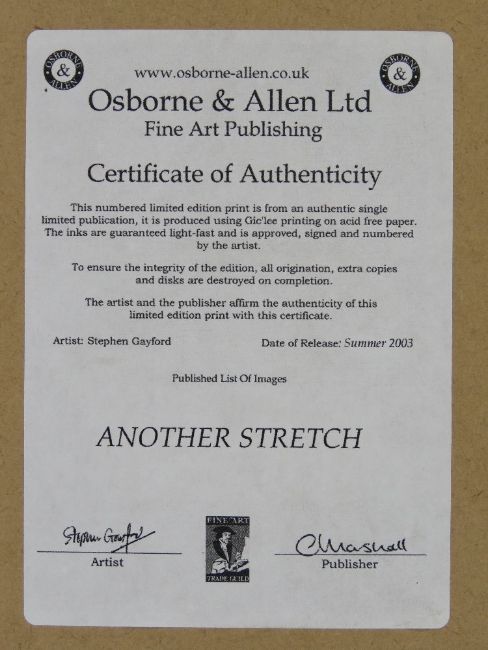 OSBORNE & ALLEN
www.osborne-allen.co.uk
OSBORNE & ALLEN
Osborne & Allen Ltd
Fine Art Publishing
Certificate of Authenticity
This numbered limited edition print is from an authentic single
limited publication, it is produced using Gic'lee printing on acid free paper.
The inks are guaranteed light-fast and is approved, signed and numbered
by the artist.
To ensure the integrity of the edition, all origination, extra copies
and disks are destroyed on completion.
The artist and the publisher affirm the authenticity of this
limited edition print with this certificate.
Artist: Stephen Gayford
Date of Release: Summer 2003
Published List Of Images
ANOTHER STRETCH
Stephen Gayford
Artist
FINE ART
TRADE GUILD
C Marshall
Publisher